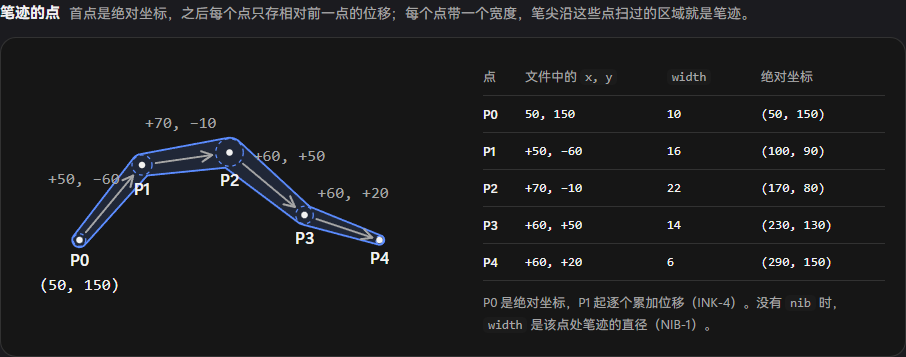 笔迹的点 首点是绝对坐标，之后每个点只存相对前一点的位移；每个点带一个宽度，笔尖沿这些点扫过的区域就是笔迹。
+70, −10
+60, +50
+50, −60
P1
P2
+60, +20
P3
P0
P4
(50, 150)
点 文件中的 x, y width 绝对坐标
P0 50, 150 10 (50, 150)
P1 +50, −60 16 (100, 90)
P2 +70, −10 22 (170, 80)
P3 +60, +50 14 (230, 130)
P4 +60, +20 6 (290, 150)
P0 是绝对坐标，P1 起逐个累加位移（INK-4）。没有 nib 时，
width 是该点处笔迹的直径（NIB-1）。